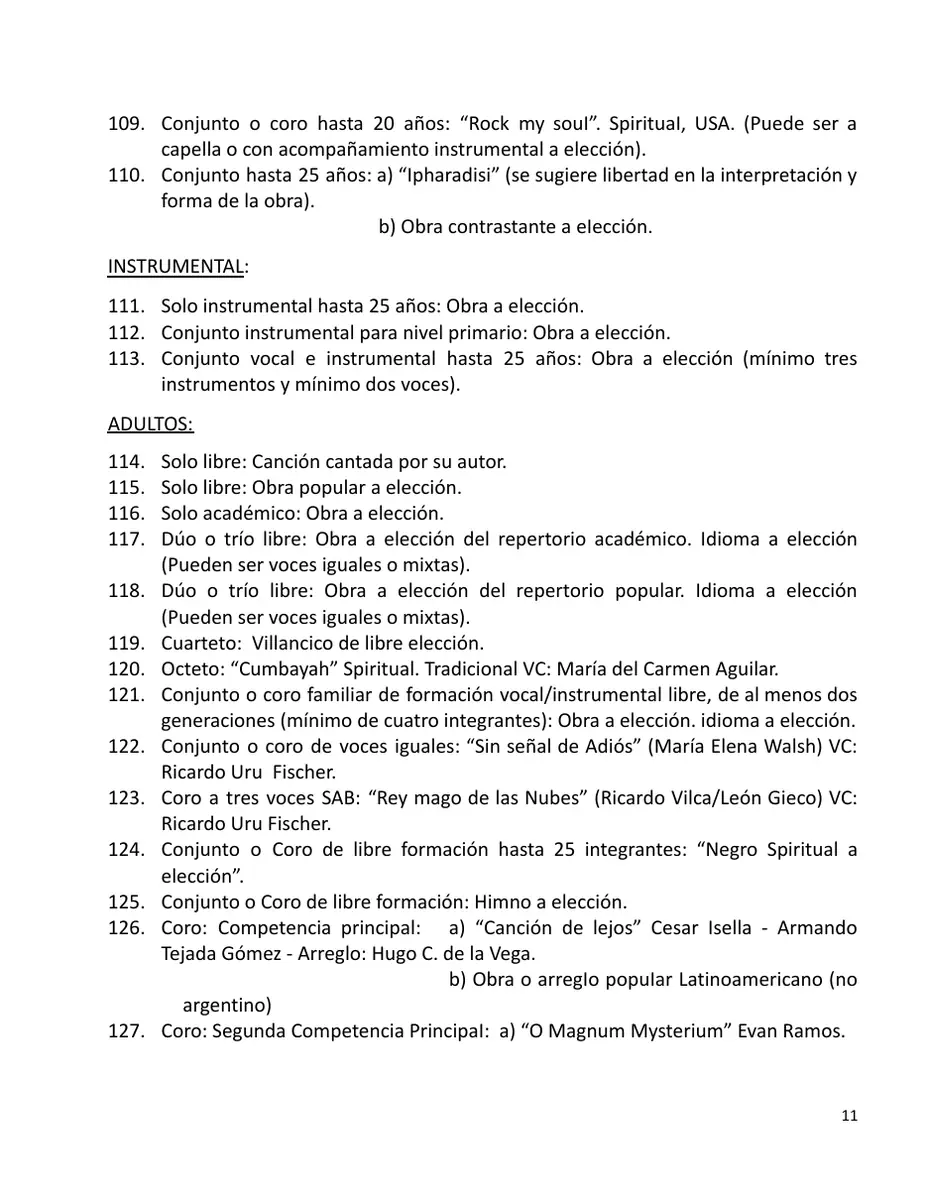 109. Conjunto o coro hasta 20 años: “Rock my soul”. Spiritual, USA. (Puede ser a
capella o con acompañamiento instrumental a elección).
110. Conjunto hasta 25 años: a) “Ipharadisi” (se sugiere libertad en la interpretación y
forma de la obra).
b) Obra contrastante a elección.
INSTRUMENTAL:
111. Solo instrumental hasta 25 años: Obra a elección.
112. Conjunto instrumental para nivel primario: Obra a elección.
113. Conjunto vocal e instrumental hasta 25 años: Obra a elección (mínimo tres
instrumentos y mínimo dos voces).
ADULTOS:
114. Solo libre: Canción cantada por su autor.
115. Solo libre: Obra popular a elección.
116. Solo académico: Obra a elección.
117. Dúo o trío libre: Obra a elección del repertorio académico. Idioma a elección
(Pueden ser voces iguales o mixtas).
118. Dúo o trío libre: Obra a elección del repertorio popular. Idioma a elección
(Pueden ser voces iguales o mixtas).
119. Cuarteto: Villancico de libre elección.
120. Octeto: “Cumbayah” Spiritual. Tradicional VC: María del Carmen Aguilar.
121. Conjunto o coro familiar de formación vocal/instrumental libre, de al menos dos
generaciones (mínimo de cuatro integrantes): Obra a elección. idioma a elección.
122. Conjunto o coro de voces iguales: “Sin señal de Adiós” (María Elena Walsh) VC:
Ricardo Uru Fischer.
123. Coro a tres voces SAB: “Rey mago de las Nubes” (Ricardo Vilca/León Gieco) VC:
Ricardo Uru Fischer.
124. Conjunto o Coro de libre formación hasta 25 integrantes: “Negro Spiritual a
elección”.
125. Conjunto o Coro de libre formación: Himno a elección.
126. Coro: Competencia principal: a) “Canción de lejos” Cesar Isella - Armando
Tejada Gómez - Arreglo: Hugo C. de la Vega.
b) Obra o arreglo popular Latinoamericano (no
argentino)
127. Coro: Segunda Competencia Principal: a) “O Magnum Mysterium” Evan Ramos.
11